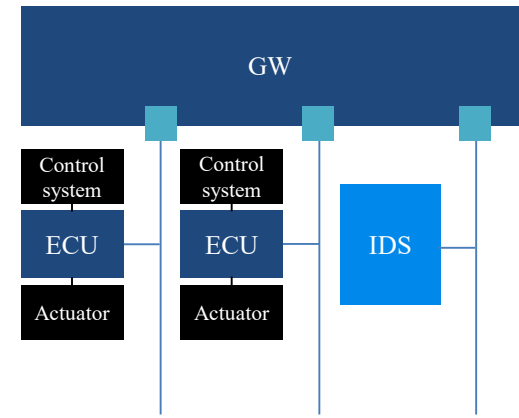 GW
Control
system
ECU
Actuator
Control
system
ECU
Actuator
IDS